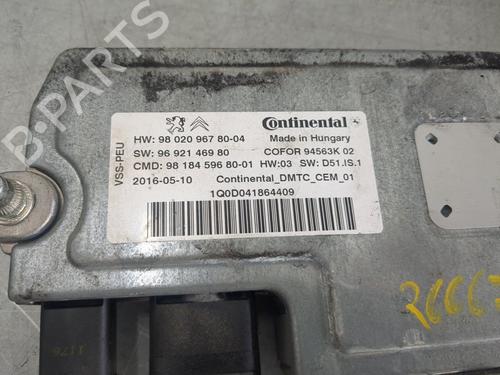 VSS-PEU
Continental
HW: 98 020 967 80-04 Made in Hungary
SW: 96 921 469 80 COFOR 94563K 02
CMD: 98 184 596 80-01 HW:03 SW: D51.IS.1
2016-05-10 Continental_DMTC_CEM_01
1Q0D041864409
1176
B-PARTS